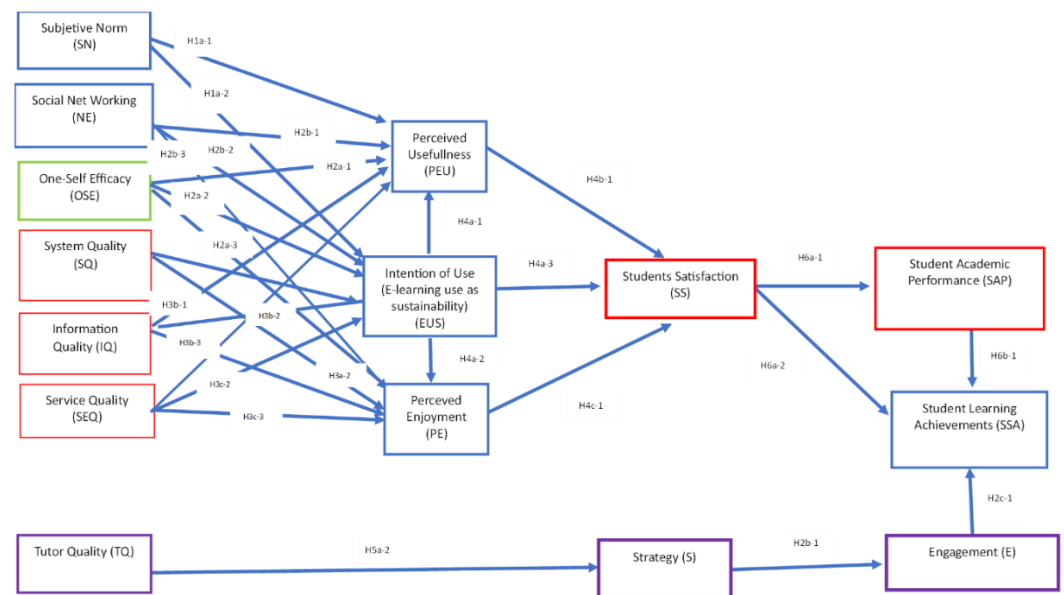 Subjetive Norm
(SN)
H1a-1
H1a-2
Social Net Working
(NE)
H2b-1
H2b-2
H2b-3
Perceived
Usefullness
(PEU)
One-Self Efficacy
(OSE)
H2a-1
H2a-2
H2a-3
H4b-1
H4a-1
System Quality
(SQ)
Intention of Use
(E-learning use as
sustainability)
(EUS)
H4a-3
Students Satisfaction
(SS)
H6a-1
Student Academic
Performance (SAP)
H3b-1
H3b-2
Information
Quality (IQ)
H3b-3
H4a-2
H6a-2
H6b-1
H3a-2
H3c-2
Service Quality
(SEQ)
H3c-3
Perceved
Enjoyment
(PE)
H4c-1
Student Learning
Achievements (SSA)
H2c-1
Tutor Quality (TQ)
H5a-2
Strategy (S)
H2b-1
Engagement (E)